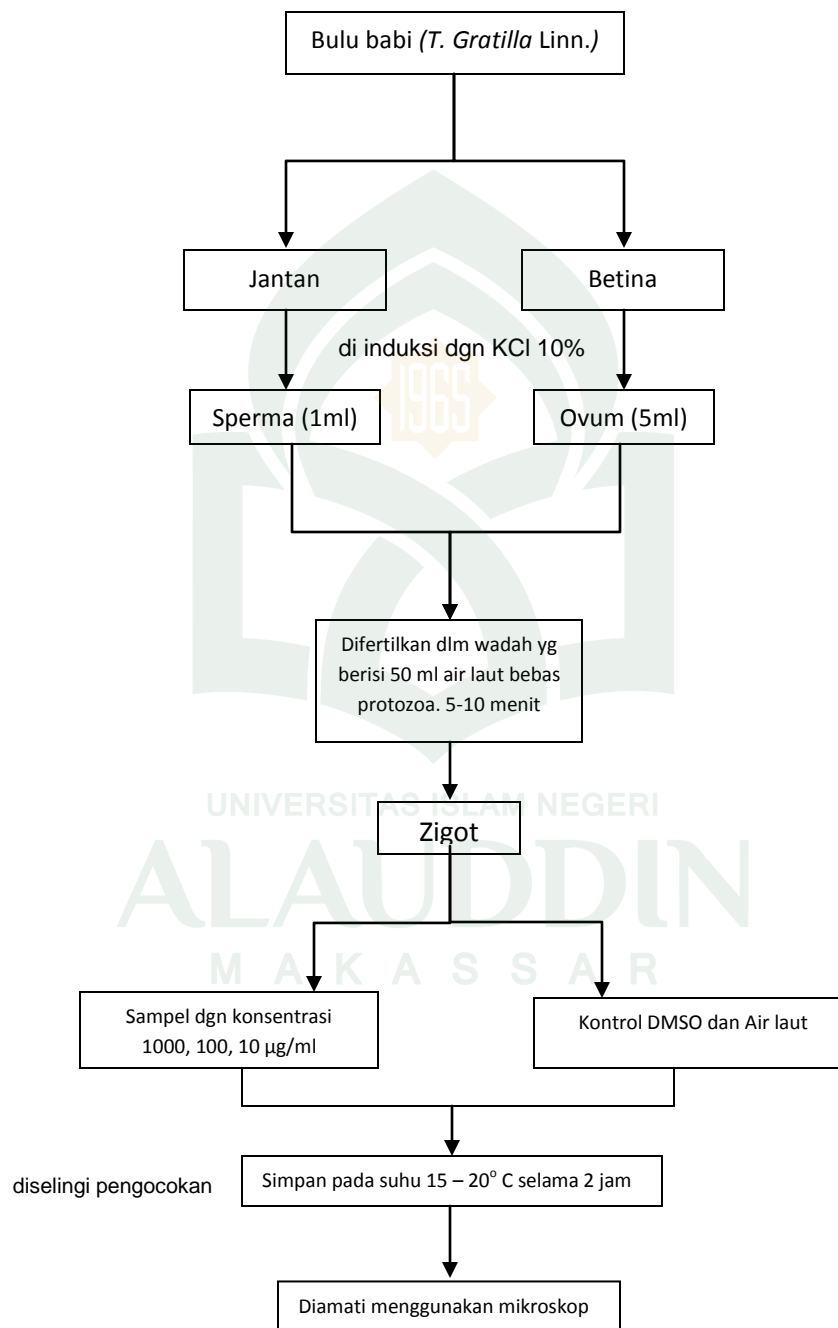 Bulu babi (T. Gratilla Linn.)
Jantan
Betina
di induksi dgn KCl 10%
Sperma (1ml)
Ovum (5ml)
1965
Difertilkan dlm wadah yg
berisi 50 ml air laut bebas
protozoa. 5-10 menit
UNIVERSITAS ISLAM NEGERI
Zigot
ALAUDDIN
MAKASSAR
Sampel dgn konsentrasi
1000, 100, 10 µg/ml
Kontrol DMSO dan Air laut
diselingi pengocokan
Simpan pada suhu 15 – 20° C selama 2 jam
Diamati menggunakan mikroskop